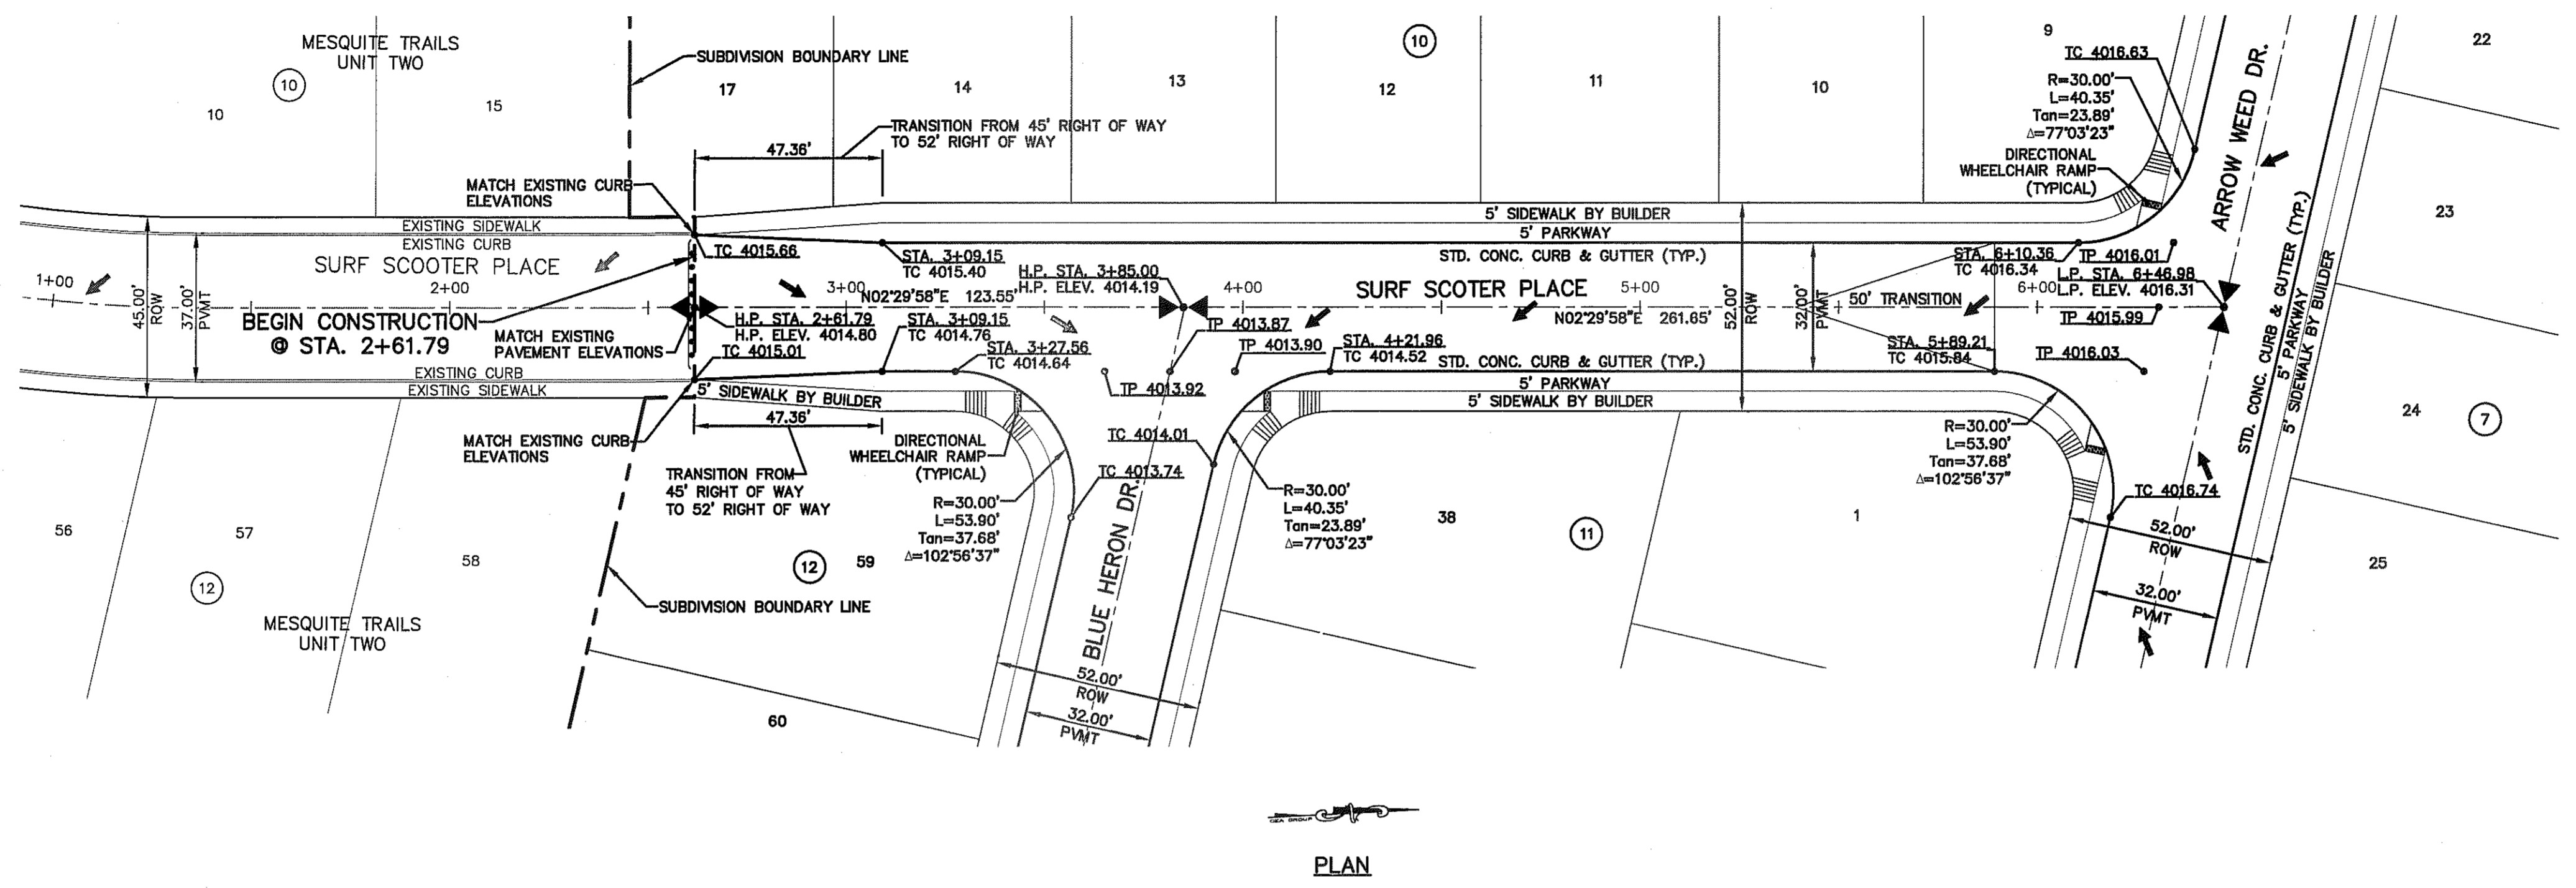 MESQUITE TRAILS
UNIT TWO
10
10
15
SUBDIVISION BOUNDARY LINE
17
14
13
10
12
11
10
9
22
TRANSITION FROM 45' RIGHT OF WAY
TO 52' RIGHT OF WAY
47.36'
MATCH EXISTING CURB
ELEVATIONS
TC 4016.63
R=30.00'
L=40.35'
Tan=23.89'
Δ=77°03'23"
DIRECTIONAL
WHEELCHAIR RAMP
(TYPICAL)
ARROW WEED DR.
23
EXISTING SIDEWALK
EXISTING CURB
SURF SCOOTER PLACE
5' SIDEWALK BY BUILDER
5' PARKWAY
STD. CONC. CURB & GUTTER (TYP.)
TC 4015.66
STA. 3+09.15
TC 4015.40
H.P. STA. 3+85.00
H.P. ELEV. 4014.19
STA. 6+10.36
TC 4016.34
TP 4016.01
L.P. STA. 6+46.98
L.P. ELEV. 4016.31
1+00
2+00
3+00
4+00
5+00
6+00
45.00'
ROW
37.00'
PVMT
N02°29'58"E 123.55'
SURF SCOTER PLACE
N02°29'58"E 261.65'
52.00'
ROW
32.00'
PVMT
50' TRANSITION
TP 4015.99
BEGIN CONSTRUCTION
@ STA. 2+61.79
MATCH EXISTING
PAVEMENT ELEVATIONS
H.P. STA. 2+61.79
H.P. ELEV. 4014.80
TC 4015.01
STA. 3+09.15
TC 4014.76
STA. 3+27.56
TC 4014.64
TP 4013.87
TP 4013.90
TP 4013.92
STA. 4+21.96
TC 4014.52
STD. CONC. CURB & GUTTER (TYP.)
STA. 5+89.21
TC 4015.84
TP 4016.03
EXISTING CURB
EXISTING SIDEWALK
5' SIDEWALK BY BUILDER
47.36'
5' PARKWAY
5' SIDEWALK BY BUILDER
STD. CONC. CURB & GUTTER (TYP.)
5' PARKWAY
5' SIDEWALK BY BUILDER
24
7
MATCH EXISTING CURB
ELEVATIONS
TRANSITION FROM
45' RIGHT OF WAY
TO 52' RIGHT OF WAY
DIRECTIONAL
WHEELCHAIR RAMP
(TYPICAL)
R=30.00'
L=53.90'
Tan=37.68'
Δ=102°56'37"
TC 4014.01
TC 4013.74
BLUE HERON DR.
R=30.00'
L=40.35'
Tan=23.89'
Δ=77°03'23"
R=30.00'
L=53.90'
Tan=37.68'
Δ=102°56'37"
TC 4016.74
52.00'
ROW
32.00'
PVMT
56
57
58
12
12
59
38
11
1
25
SUBDIVISION BOUNDARY LINE
MESQUITE TRAILS
UNIT TWO
60
52.00'
ROW
32.00'
PVMT
CEA GROUP
PLAN